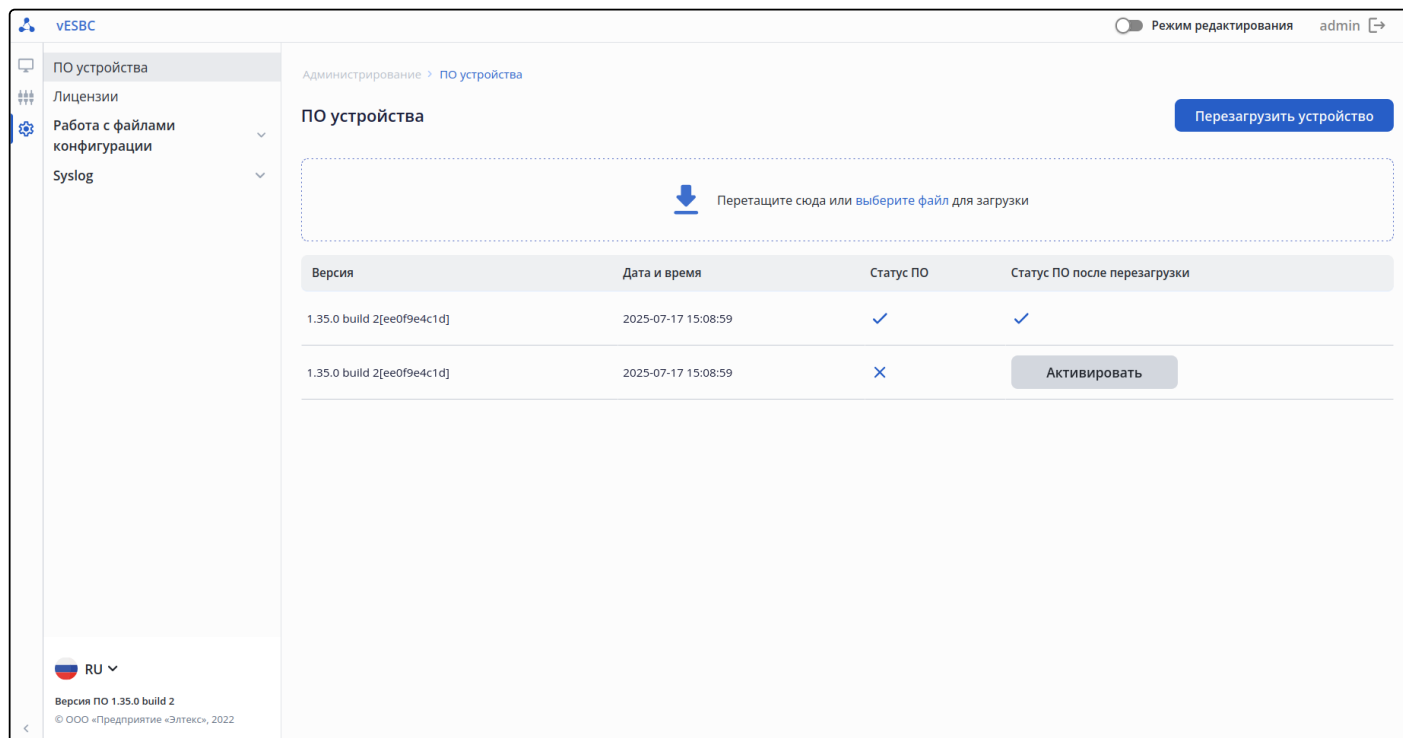 vESBC
Режим редактирования
admin
ПО устройства
Лицензии
Работа с файлами
конфигурации
Syslog
Администрирование > ПО устройства
ПО устройства
Перезагрузить устройство
Перетащите сюда или выберите файл для загрузки
Версия Дата и время Статус ПО Статус ПО после перезагрузки
1.35.0 build 2[ee0f9e4c1d] 2025-07-17 15:08:59
1.35.0 build 2[ee0f9e4c1d] 2025-07-17 15:08:59 Активировать
RU
Версия ПО 1.35.0 build 2
© ООО «Предприятие «Элтекс», 2022